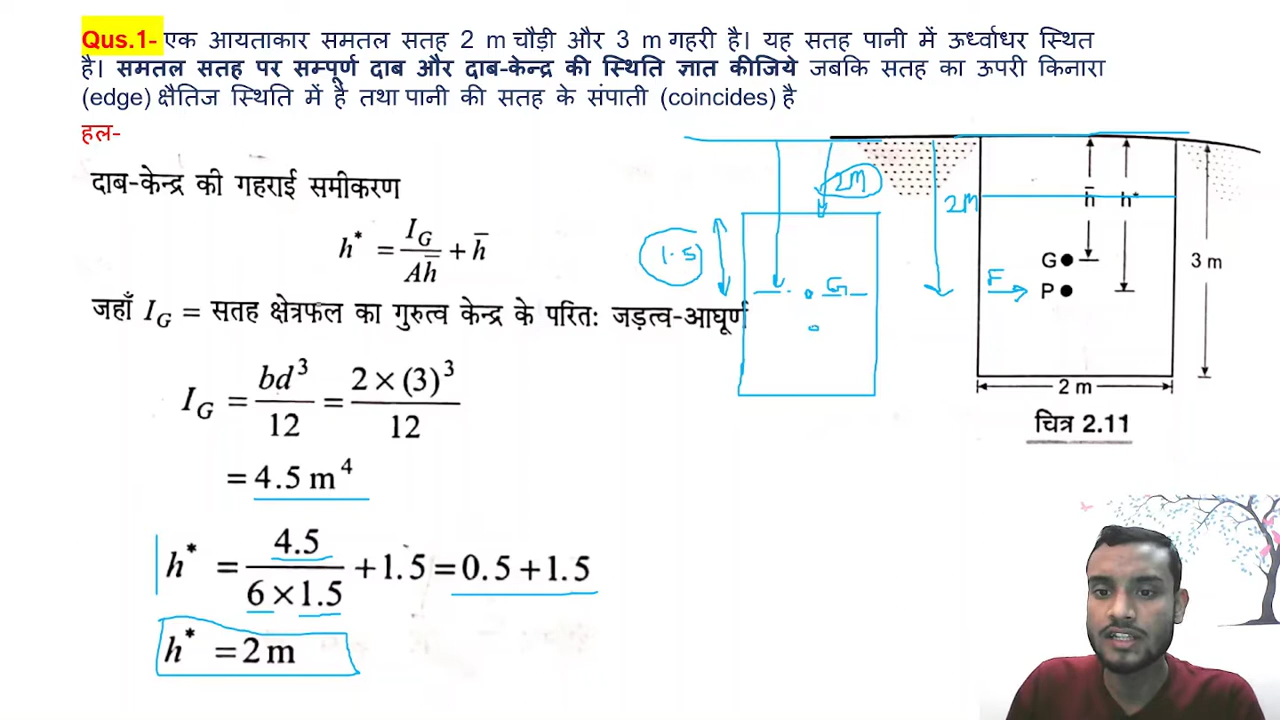 Qus.1- एक आयताकार समतल सतह 2 m चौड़ी और 3 m गहरी है। यह सतह पानी में ऊर्ध्वाधर स्थित
है। समतल सतह पर सम्पूर्ण दाब और दाब-केन्द्र की स्थिति ज्ञात कीजिये जबकि सतह का ऊपरी किनारा
(edge) क्षैतिज स्थिति में है तथा पानी की सतह के संपाती (coincides) है
हल-
दाब-केन्द्र की गहराई समीकरण
h* = I_G / Ah̄ + h̄
जहाँ I_G = सतह क्षेत्रफल का गुरुत्व केन्द्र के परितः जड़त्व-आघूर्ण
I_G = bd³ / 12 = 2 × (3)³ / 12
= 4.5 m⁴
h* = 4.5 / 6 × 1.5 + 1.5 = 0.5 + 1.5
h* = 2 m
2M
1.5
G
2M
h̄
h*
G
F
P
3 m
2 m
चित्र 2.11